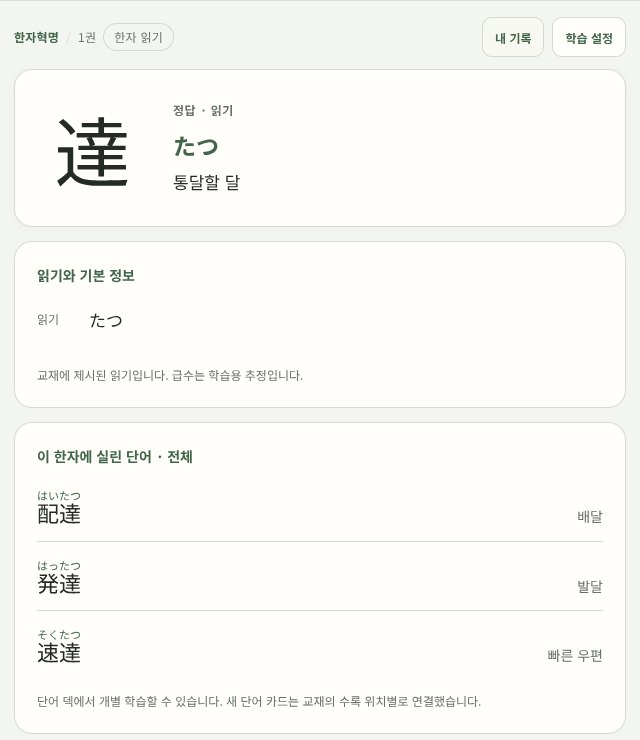 한자혁명 / 1권 한자 읽기 내 기록 학습 설정
達
정답 · 읽기
たつ
통달할 달
읽기와 기본 정보
읽기 たつ
교재에 제시된 읽기입니다. 급수는 학습용 추정입니다.
이 한자에 실린 단어 · 전체
はいたつ
配達 배달
はったつ
発達 발달
そくたつ
速達 빠른 우편
단어 덱에서 개별 학습할 수 있습니다. 새 단어 카드는 교재의 수록 위치별로 연결했습니다.